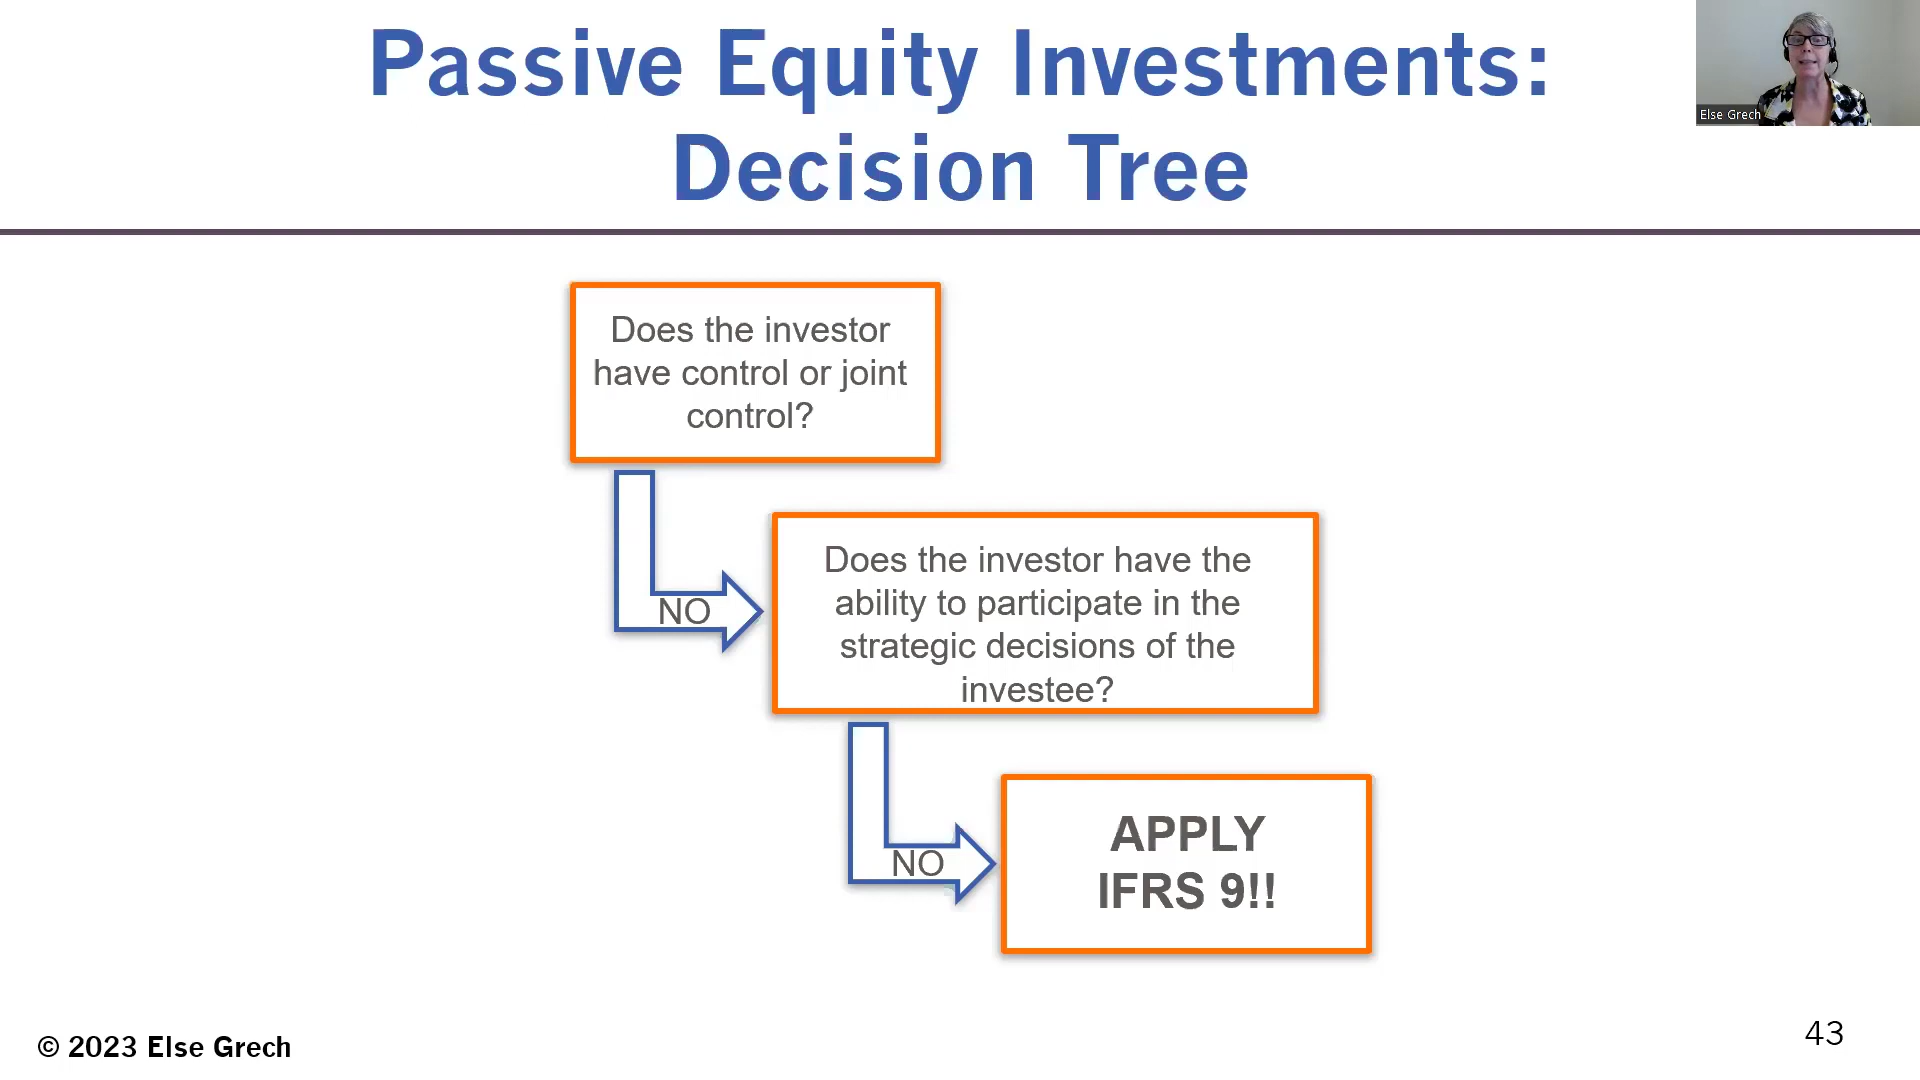 Passive Equity Investments:
Decision Tree
Else Grech
Does the investor
have control or joint
control?
NO
Does the investor have the
ability to participate in the
strategic decisions of the
investee?
NO
APPLY
IFRS 9!!
© 2023 Else Grech
43